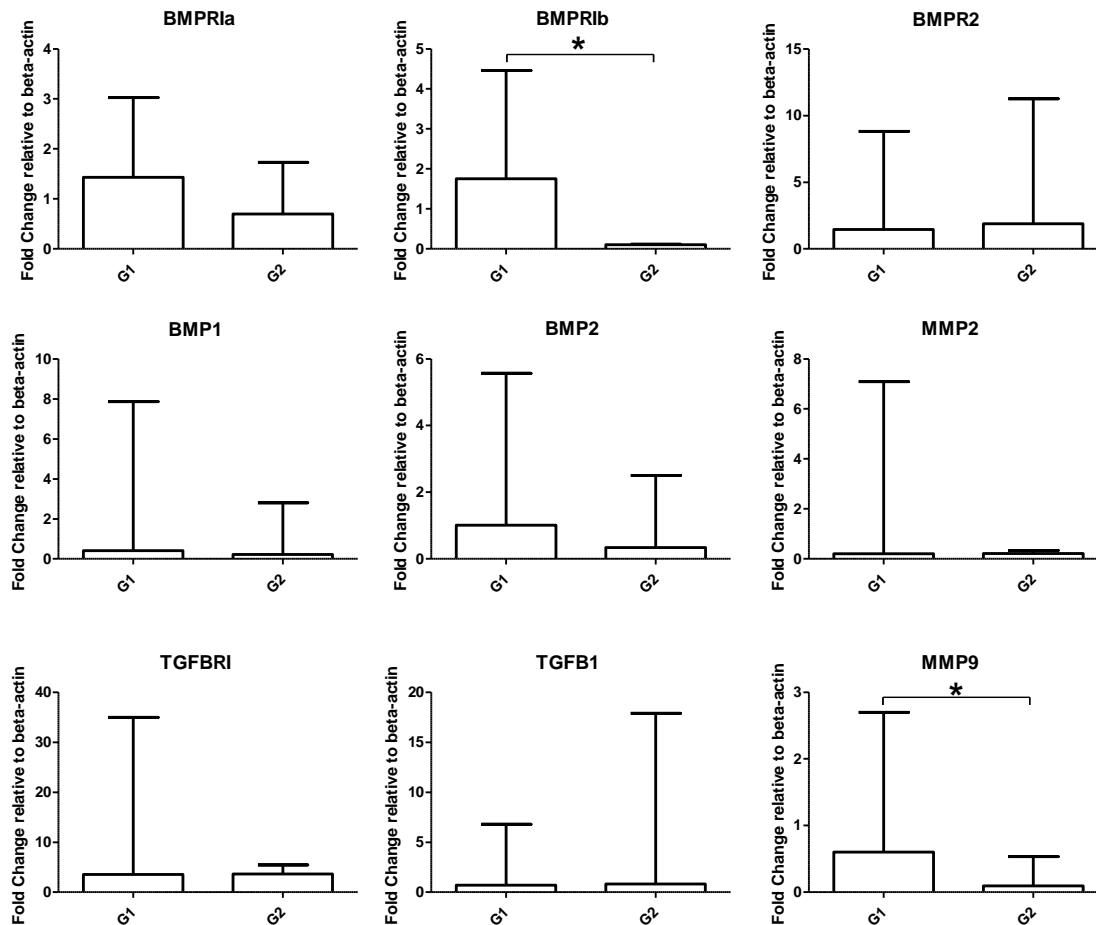 BMPRIa
Fold Change relative to beta-actin
4
3
2
1
0
G1
G2
BMPRIb
Fold Change relative to beta-actin
5
4
3
2
1
0
*
G1
G2
BMPR2
Fold Change relative to beta-actin
15
10
5
0
G1
G2
BMP1
Fold Change relative to beta-actin
10
8
6
4
2
0
G1
G2
BMP2
Fold Change relative to beta-actin
6
4
2
0
G1
G2
MMP2
Fold Change relative to beta-actin
8
6
4
2
0
G1
G2
TGFBRI
Fold Change relative to beta-actin
40
30
20
10
0
G1
G2
TGFB1
Fold Change relative to beta-actin
20
15
10
5
0
G1
G2
MMP9
Fold Change relative to beta-actin
3
2
1
0
*
G1
G2